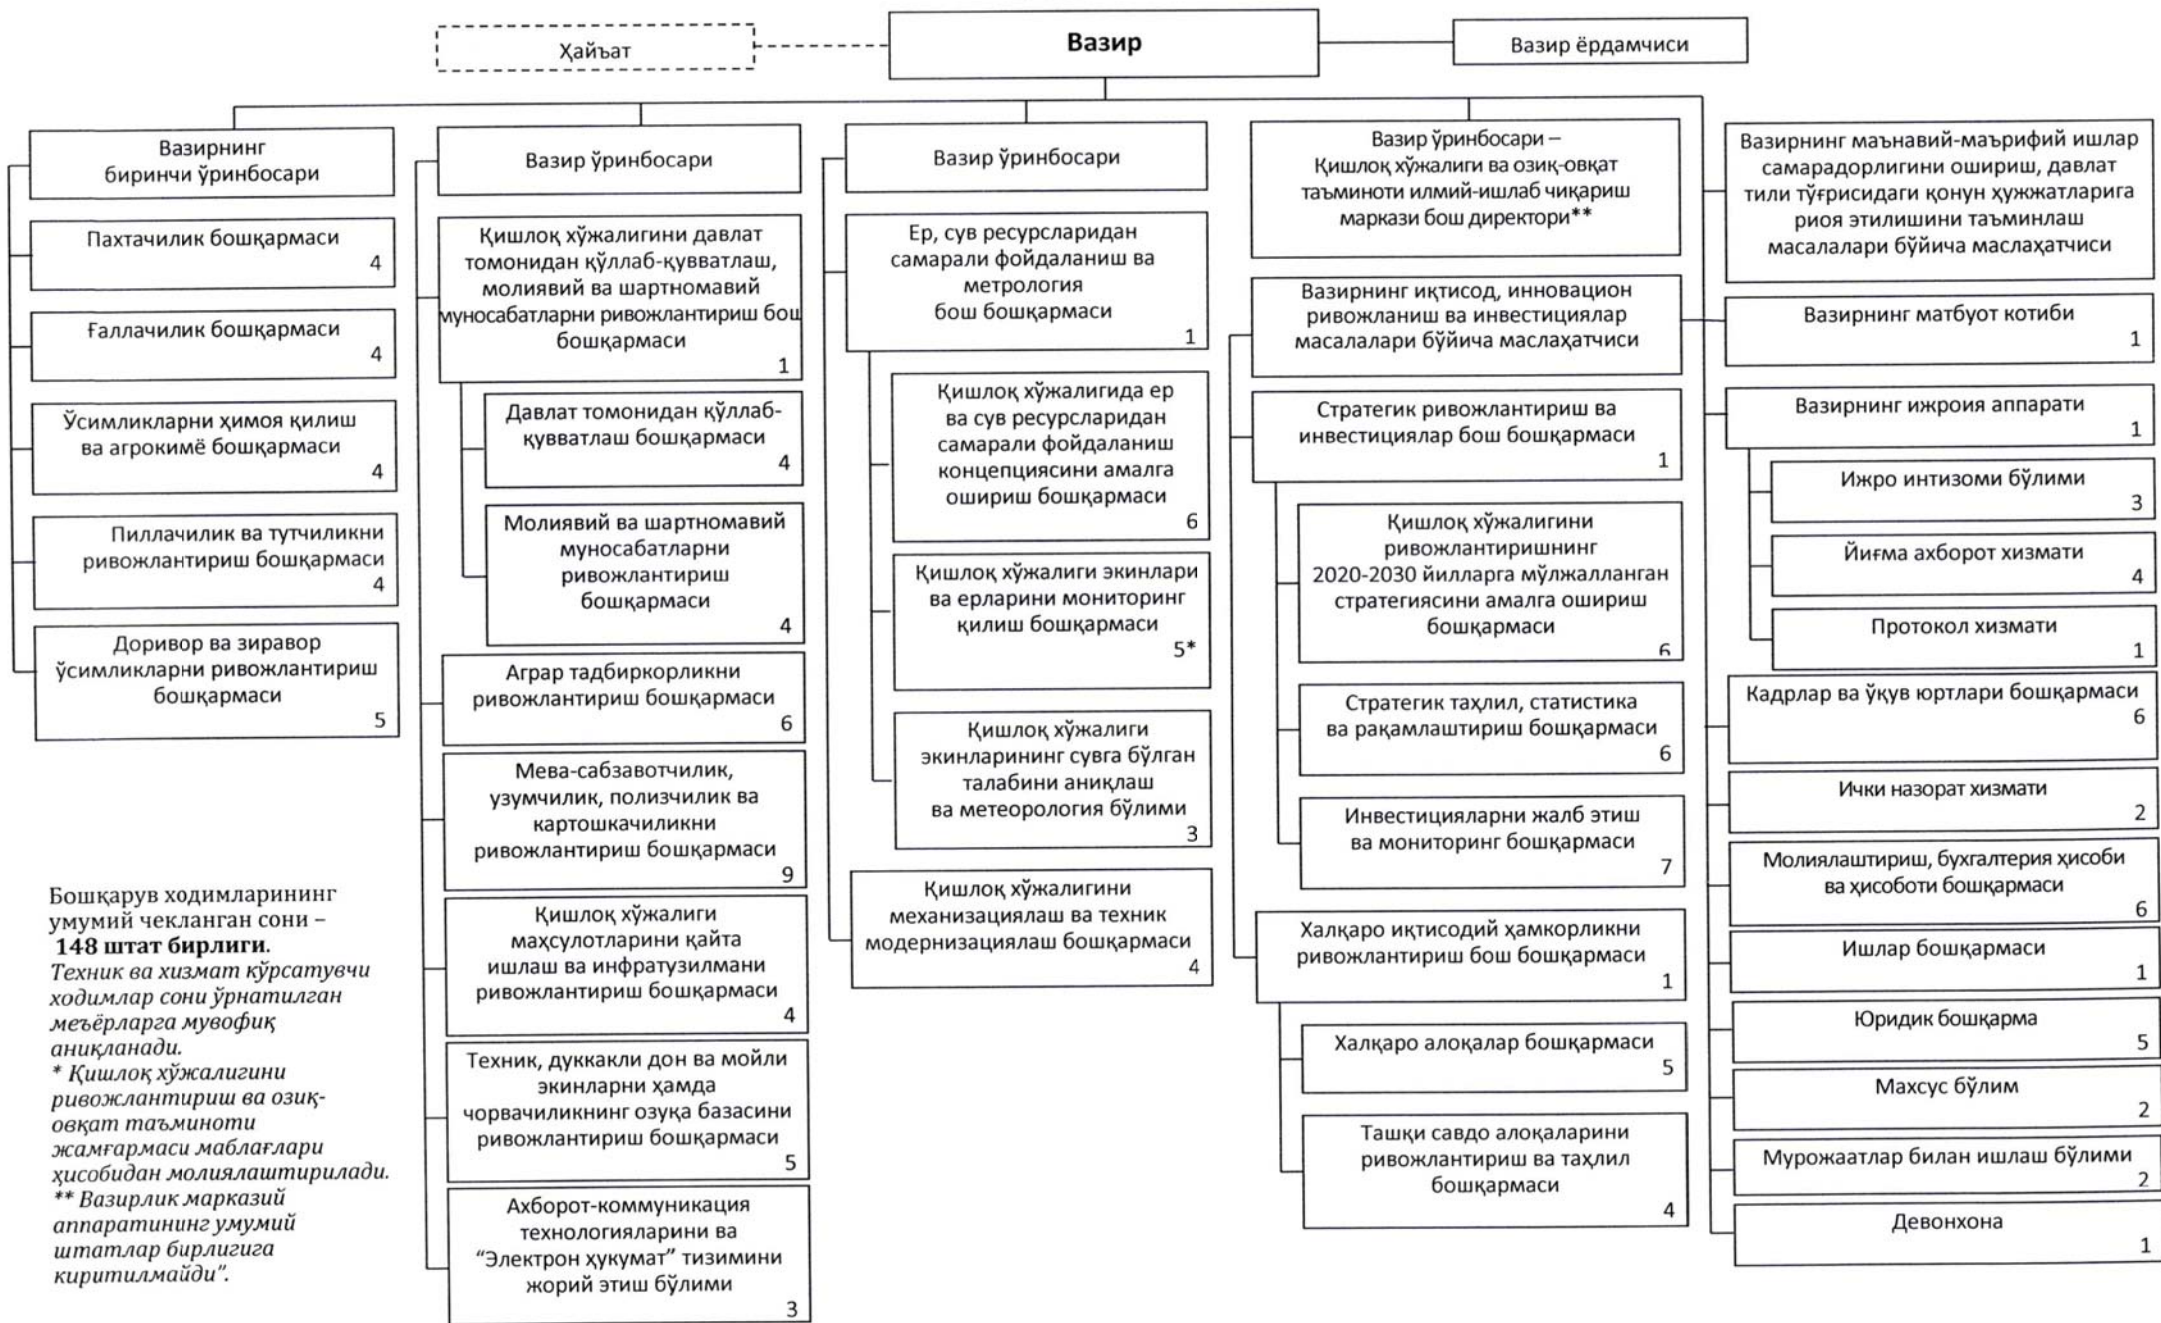 Ҳайъат
Вазир
Вазир ёрдамчиси
Вазирнинг
биринчи ўринбосари
Пахтачилик бошқармаси
4
Ғаллачилик бошқармаси
4
Ўсимликларни ҳимоя қилиш
ва агрокимё бошқармаси
4
Пиллачилик ва тутчиликни
ривожлантириш бошқармаси
4
Доривор ва зиравор
ўсимликларни ривожлантириш
бошқармаси
5
Вазир ўринбосари
Қишлоқ хўжалигини давлат
томонидан қўллаб-қувватлаш,
молиявий ва шартномавий
муносабатларни ривожлантириш бош
бошқармаси
1
Давлат томонидан қўллаб-
қувватлаш бошқармаси
4
Молиявий ва шартномавий
муносабатларни
ривожлантириш
бошқармаси
4
Аграр тадбиркорликни
ривожлантириш бошқармаси
6
Мева-сабзавотчилик,
узумчилик, полизчилик ва
картошкачиликни
ривожлантириш бошқармаси
9
Қишлоқ хўжалиги
маҳсулотларини қайта
ишлаш ва инфратузилмани
ривожлантириш бошқармаси
4
Техник, дуккакли дон ва мойли
экинларни ҳамда
чорвачиликнинг озуқа базасини
ривожлантириш бошқармаси
5
Ахборот-коммуникация
технологияларини ва
“Электрон ҳукумат” тизимини
жорий этиш бўлими
3
Вазир ўринбосари
Ер, сув ресурсларидан
самарали фойдаланиш ва
метрология
бош бошқармаси
1
Қишлоқ хўжалигида ер
ва сув ресурсларидан
самарали фойдаланиш
концепциясини амалга
ошириш бошқармаси
6
Қишлоқ хўжалиги экинлари
ва ерларини мониторинг
қилиш бошқармаси
5*
Қишлоқ хўжалиги
экинларининг сувга бўлган
талабини аниқлаш
ва метеорология бўлими
3
Қишлоқ хўжалигини
механизациялаш ва техник
модернизациялаш бошқармаси
4
Вазир ўринбосари –
Қишлоқ хўжалиги ва озиқ-овқат
таъминоти илмий-ишлаб чиқариш
маркази бош директори**
Вазирнинг иқтисод, инновацион
ривожланиш ва инвестициялар
масалалари бўйича маслаҳатчиси
Стратегик ривожлантириш ва
инвестициялар бош бошқармаси
1
Қишлоқ хўжалигини
ривожлантиришнинг
2020-2030 йилларга мўлжалланган
стратегиясини амалга ошириш
бошқармаси
6
Стратегик таҳлил, статистика
ва рақамлаштириш бошқармаси
6
Инвестицияларни жалб этиш
ва мониторинг бошқармаси
7
Халқаро иқтисодий ҳамкорликни
ривожлантириш бош бошқармаси
1
Халқаро алоқалар бошқармаси
5
Ташқи савдо алоқаларини
ривожлантириш ва таҳлил
бошқармаси
4
Вазирнинг маънавий-маърифий ишлар
самарадорлигини ошириш, давлат
тили тўғрисидаги қонун ҳужжатларига
риоя этилишини таъминлаш
масалалари бўйича маслаҳатчиси
Вазирнинг матбуот котиби
1
Вазирнинг ижроия аппарати
1
Ижро интизоми бўлими
3
Йиғма ахборот хизмати
4
Протокол хизмати
1
Кадрлар ва ўқув юртлари бошқармаси
6
Ички назорат хизмати
2
Молиялаштириш, бухгалтерия ҳисоби
ва ҳисоботи бошқармаси
6
Ишлар бошқармаси
1
Юридик бошқарма
5
Махсус бўлим
2
Мурожаатлар билан ишлаш бўлими
2
Девонхона
1
Бошқарув ходимларининг
умумий чекланган сони –
148 штат бирлиги.
Техник ва хизмат кўрсатувчи
ходимлар сони ўрнатилган
меъёрларга мувофиқ
аниқланади.
* Қишлоқ хўжалигини
ривожлантириш ва озиқ-
овқат таъминоти
жамғармаси маблағлари
ҳисобидан молиялаштирилади.
** Вазирлик марказий
аппаратининг умумий
штатлар бирлигига
киритилмайди”.